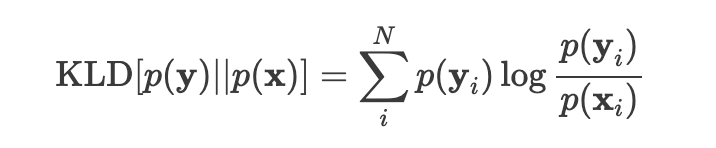 KLD[p(𝐲)||p(𝐱)] = ∑_i^N p(𝐲_i) log p(𝐲_i)/p(𝐱_i)